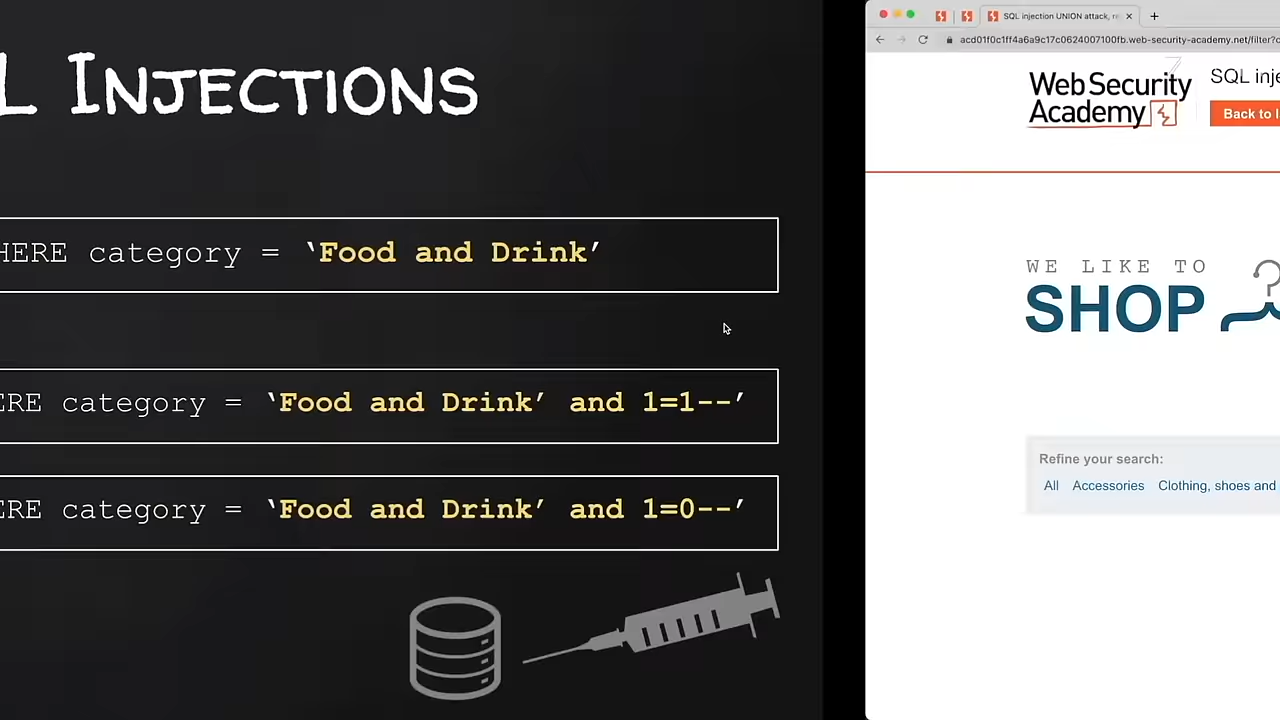 L INJECTIONS
HERE category = ‘Food and Drink’
ERE category = ‘Food and Drink’ and 1=1--’
ERE category = ‘Food and Drink’ and 1=0--’
SQL injection UNION attack, re
acd01f0c1ff4a6a9c17c0624007100fb.web-security-academy.net/filter?c
Web Security
Academy
SQL inje
Back to l
WE LIKE TO
SHOP
Refine your search:
All Accessories Clothing, shoes and